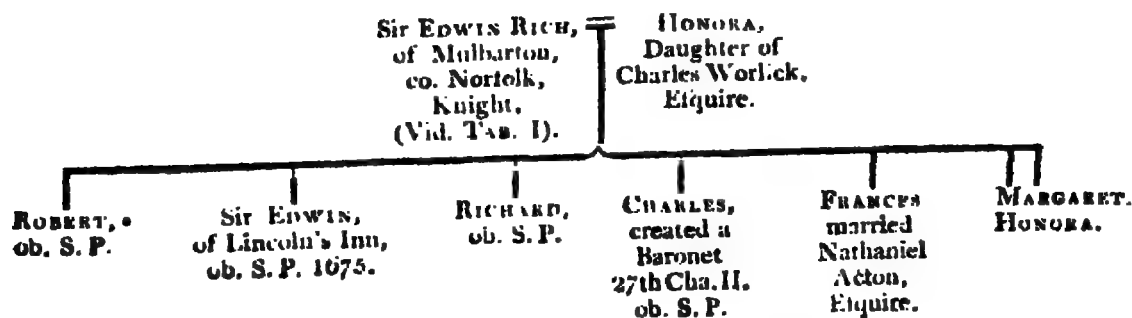 Sir EDWIN RICH,
of Mulbarton,
co. Norfolk,
Knight.
(Vid. TAB. I).
HONORA,
Daughter of
Charles Worlick,
Esquire.
ROBERT,
ob. S. P.
Sir EDWIN,
of Lincoln's Inn,
ob. S. P. 1675.
RICHARD,
ob. S. P.
CHARLES,
created a
Baronet
27th Cha. II.
ob. S. P.
FRANCES
married
Nathaniel
Acton,
Esquire.
MARGARET.
HONORA.